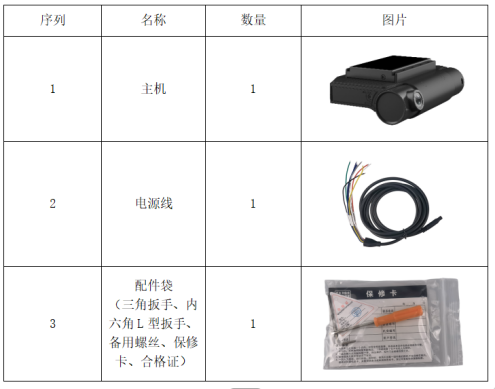 序列 名称 数量 图片
1 主机 1
2 电源线 1
3 配件袋
（三角扳手、内
六角 L 型扳手、
备用螺丝、保修
卡、合格证） 1
保 修 卡